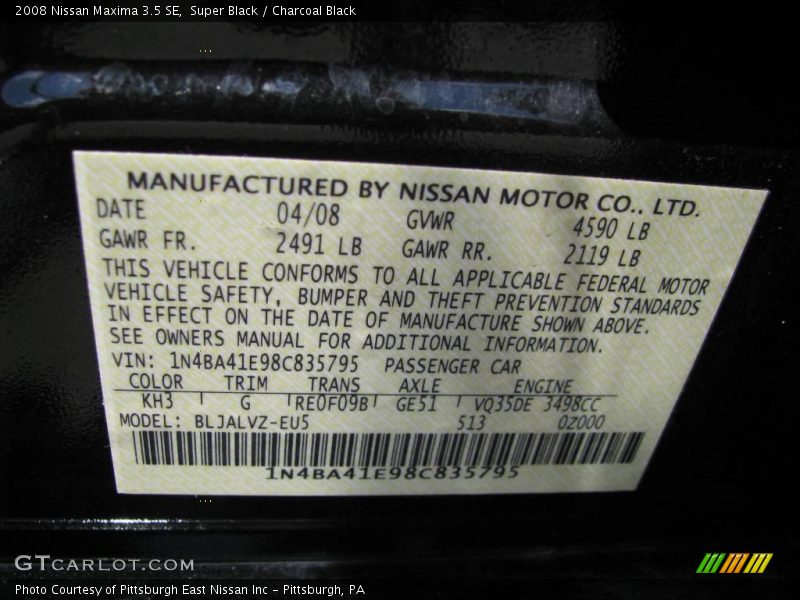 2008 Nissan Maxima 3.5 SE, Super Black / Charcoal Black
MANUFACTURED BY NISSAN MOTOR CO., LTD.
DATE 04/08 GVWR 4590 LB
GAWR FR. 2491 LB GAWR RR. 2119 LB
THIS VEHICLE CONFORMS TO ALL APPLICABLE FEDERAL MOTOR
VEHICLE SAFETY, BUMPER AND THEFT PREVENTION STANDARDS
IN EFFECT ON THE DATE OF MANUFACTURE SHOWN ABOVE.
SEE OWNERS MANUAL FOR ADDITIONAL INFORMATION.
VIN: 1N4BA41E98C835795 PASSENGER CAR
COLOR TRIM TRANS AXLE ENGINE
KH3 G RE0F09B GE51 VQ35DE 3498CC
MODEL: BLJALVZ-EU5 513 0Z000
1N4BA41E98C835795
GTCARLOT.COM
Photo Courtesy of Pittsburgh East Nissan Inc - Pittsburgh, PA